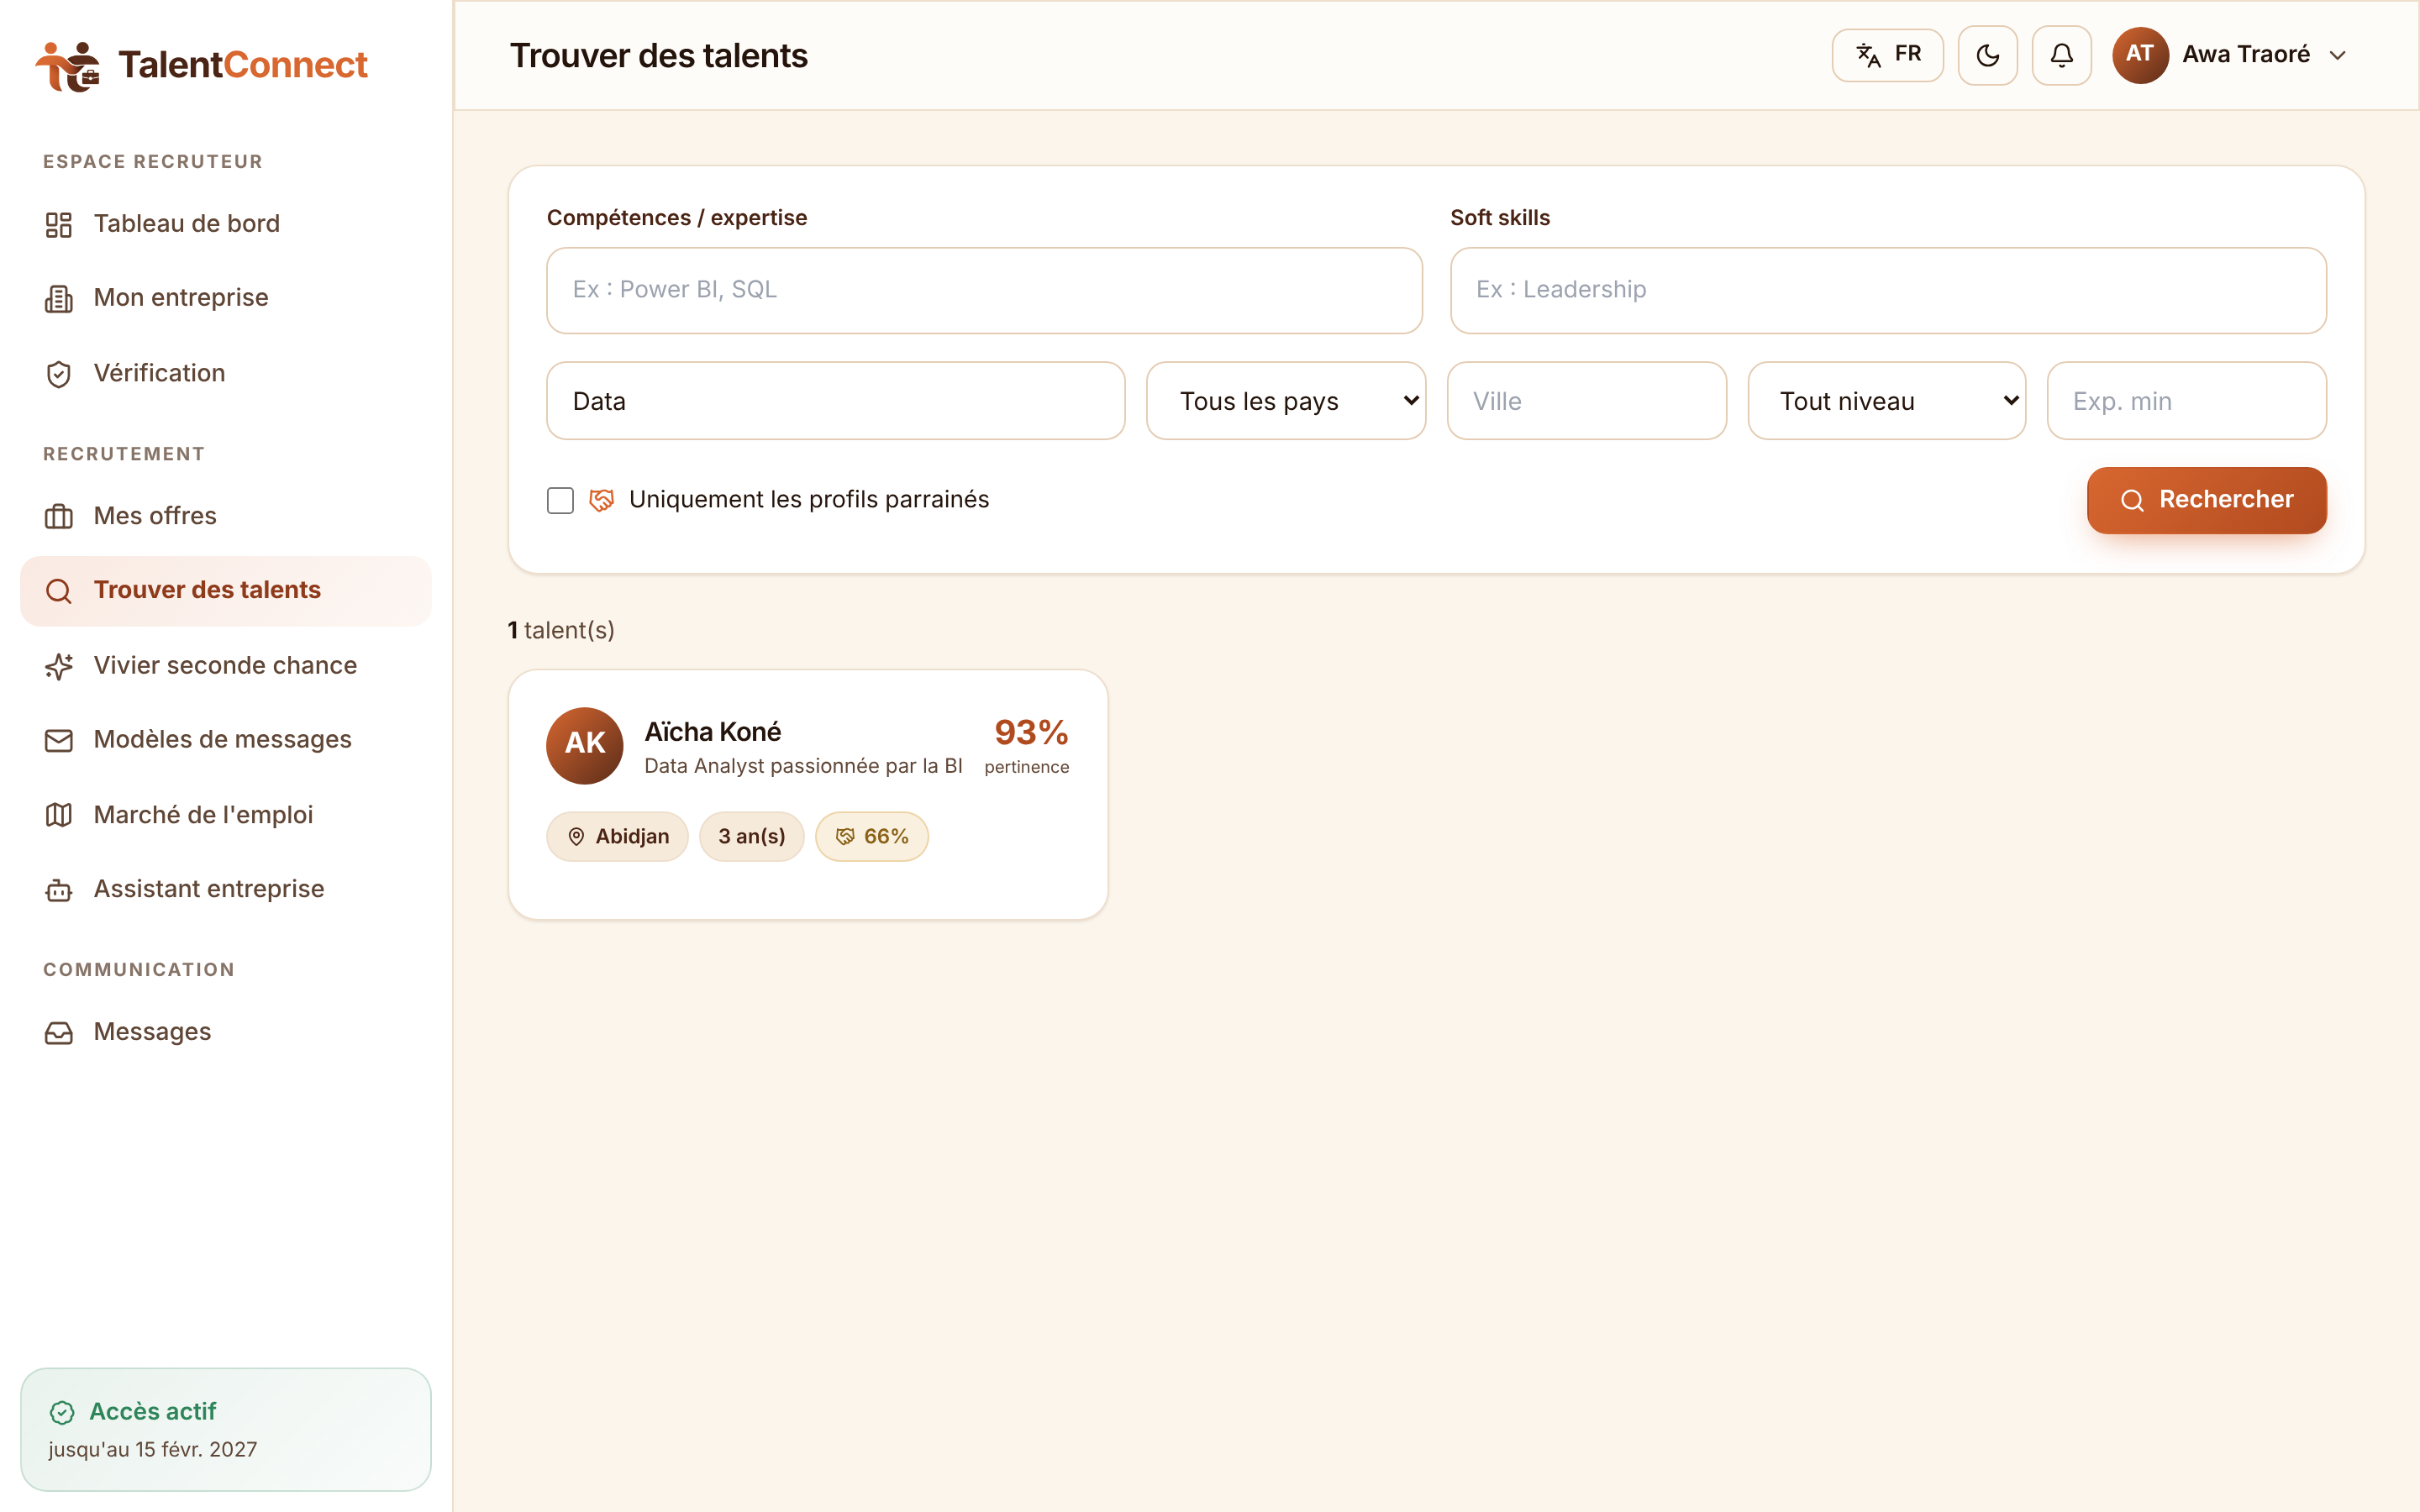 TalentConnect
ESPACE RECRUTEUR
Tableau de bord
Mon entreprise
Vérification
RECRUTEMENT
Mes offres
Trouver des talents
Vivier seconde chance
Modèles de messages
Marché de l'emploi
Assistant entreprise
COMMUNICATION
Messages
Accès actif
jusqu'au 15 févr. 2027
Trouver des talents
FR
AT Awa Traoré
Compétences / expertise Soft skills
Ex : Power BI, SQL Ex : Leadership
Data Tous les pays Ville Tout niveau Exp. min
Uniquement les profils parrainés Rechercher
1 talent(s)
AK Aïcha Koné 93%
Data Analyst passionnée par la BI pertinence
Abidjan 3 an(s) 66%